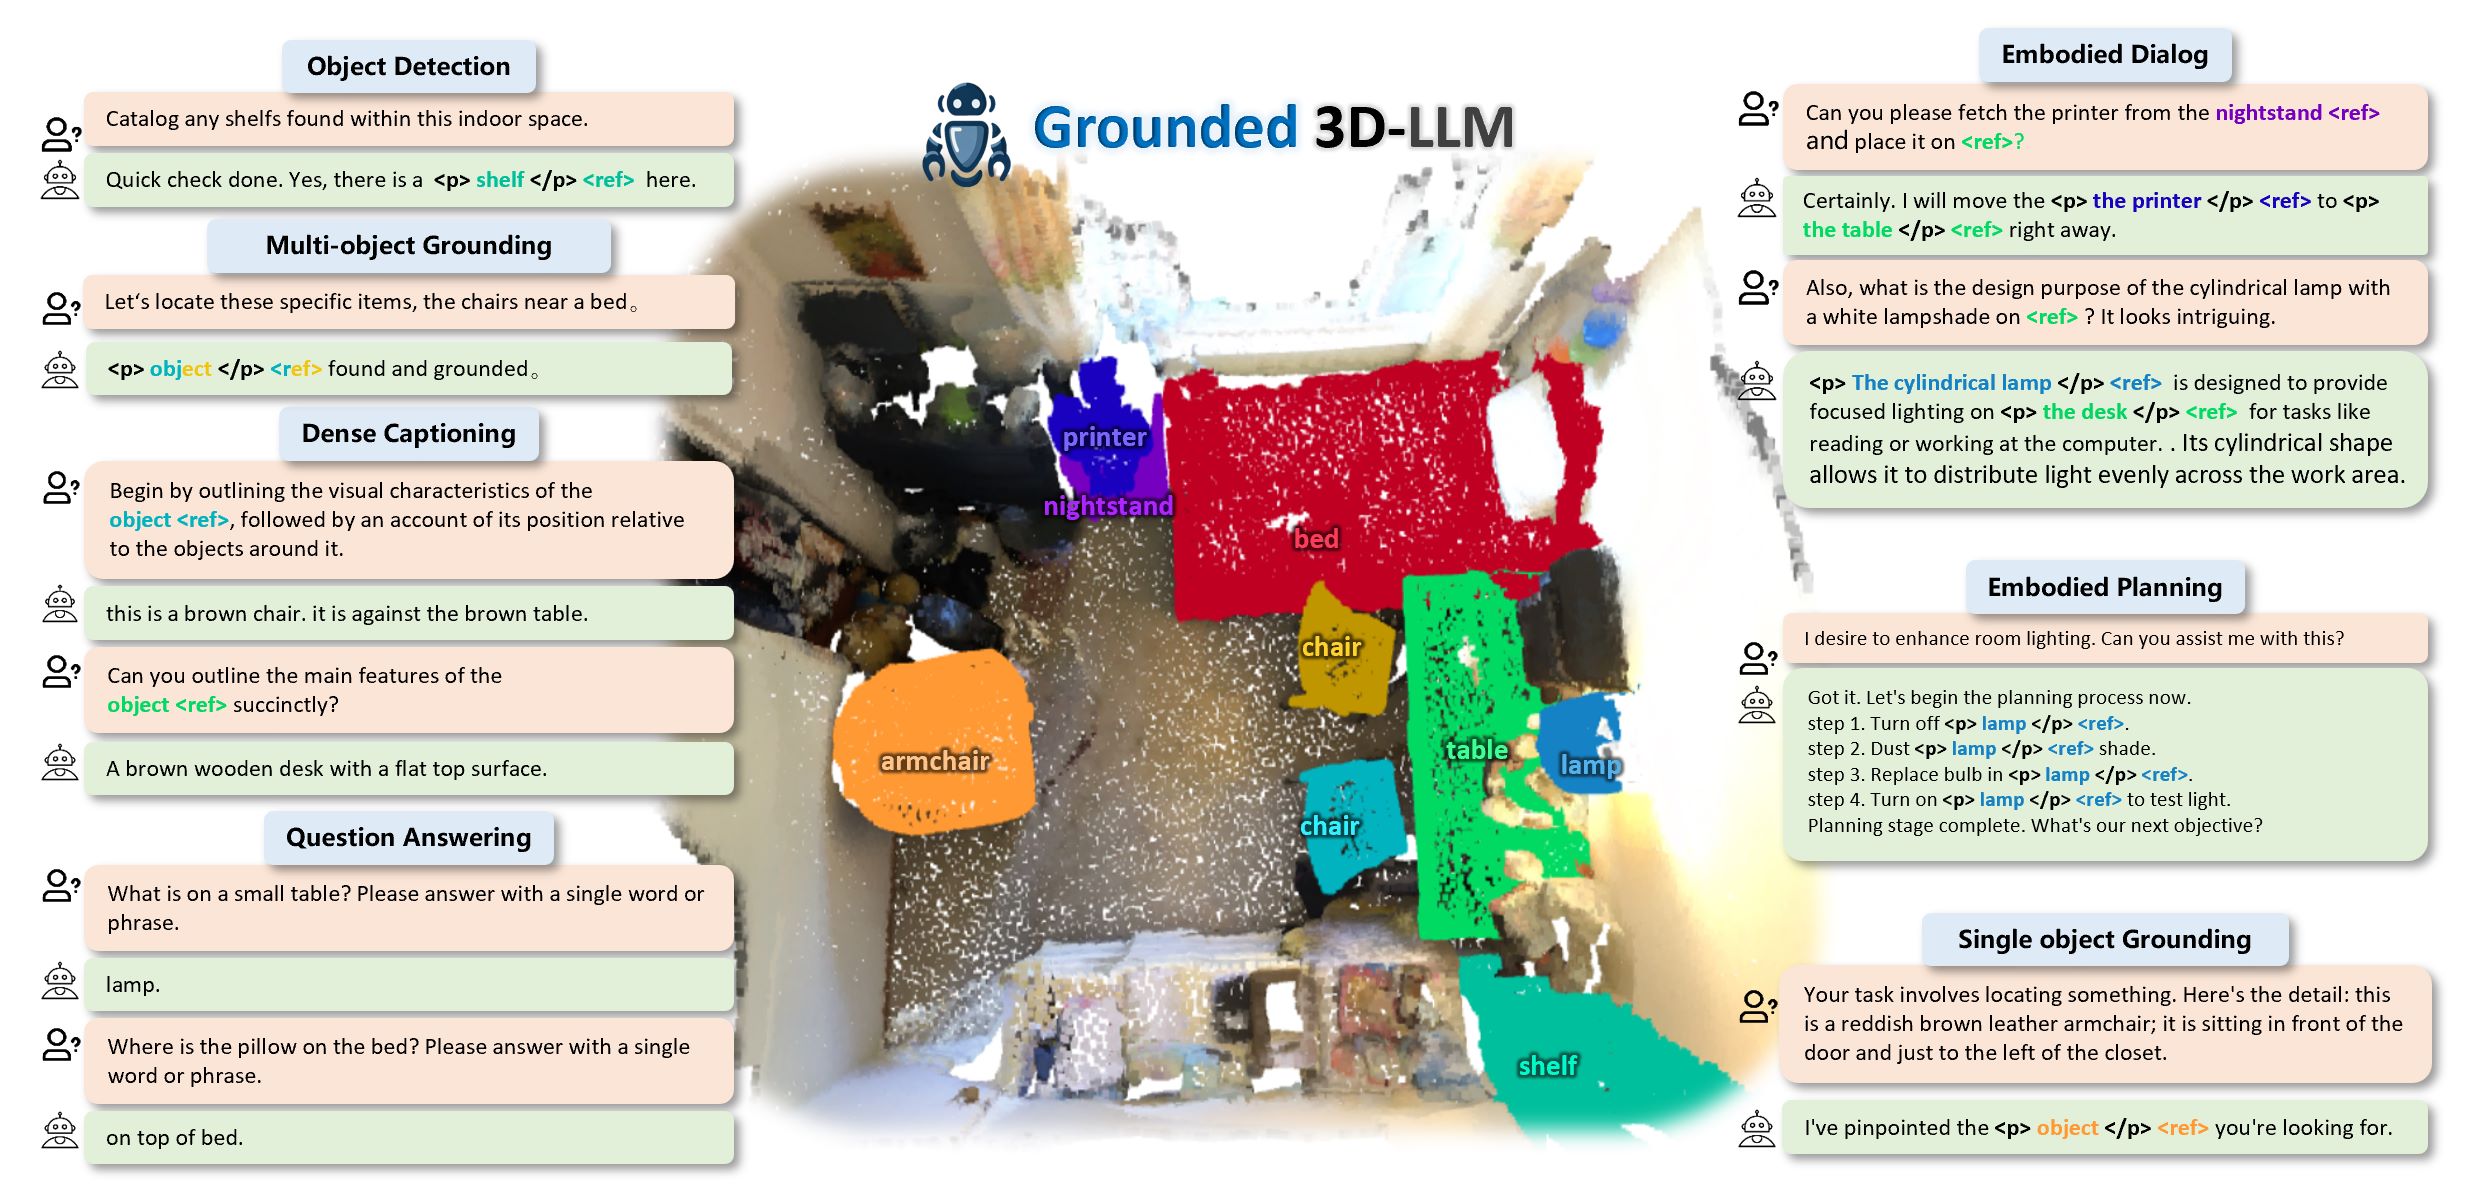 Object Detection
Catalog any shelfs found within this indoor space.
Quick check done. Yes, there is a <p> shelf </p> <ref> here.
Multi-object Grounding
Let‘s locate these specific items, the chairs near a bed。
<p> object </p> <ref> found and grounded。
Dense Captioning
Begin by outlining the visual characteristics of the
object <ref>, followed by an account of its position relative
to the objects around it.
this is a brown chair. it is against the brown table.
Can you outline the main features of the
object <ref> succinctly?
A brown wooden desk with a flat top surface.
Question Answering
What is on a small table? Please answer with a single word or
phrase.
lamp.
Where is the pillow on the bed? Please answer with a single
word or phrase.
on top of bed.
Grounded 3D-LLM
printer
nightstand
bed
chair
armchair
table
lamp
chair
shelf
Embodied Dialog
Can you please fetch the printer from the nightstand <ref>
and place it on <ref>?
Certainly. I will move the <p> the printer </p> <ref> to <p>
the table </p> <ref> right away.
Also, what is the design purpose of the cylindrical lamp with
a white lampshade on <ref> ? It looks intriguing.
<p> The cylindrical lamp </p> <ref> is designed to provide
focused lighting on <p> the desk </p> <ref> for tasks like
reading or working at the computer. . Its cylindrical shape
allows it to distribute light evenly across the work area.
Embodied Planning
I desire to enhance room lighting. Can you assist me with this?
Got it. Let's begin the planning process now.
step 1. Turn off <p> lamp </p> <ref>.
step 2. Dust <p> lamp </p> <ref> shade.
step 3. Replace bulb in <p> lamp </p> <ref>.
step 4. Turn on <p> lamp </p> <ref> to test light.
Planning stage complete. What's our next objective?
Single object Grounding
Your task involves locating something. Here's the detail: this
is a reddish brown leather armchair; it is sitting in front of the
door and just to the left of the closet.
I've pinpointed the <p> object </p> <ref> you're looking for.